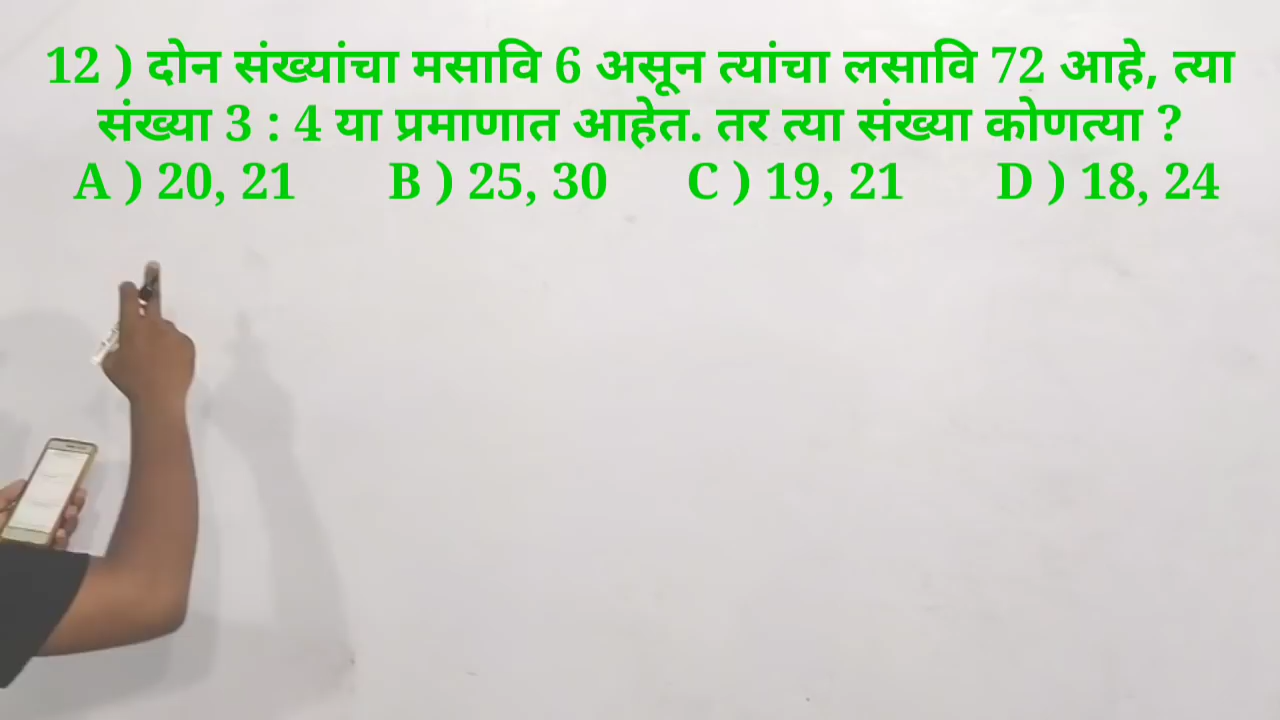 12 ) दोन संख्यांचा मसावि 6 असून त्यांचा लसावि 72 आहे, त्या
संख्या 3 : 4 या प्रमाणात आहेत. तर त्या संख्या कोणत्या ?
A ) 20, 21 B ) 25, 30 C ) 19, 21 D ) 18, 24